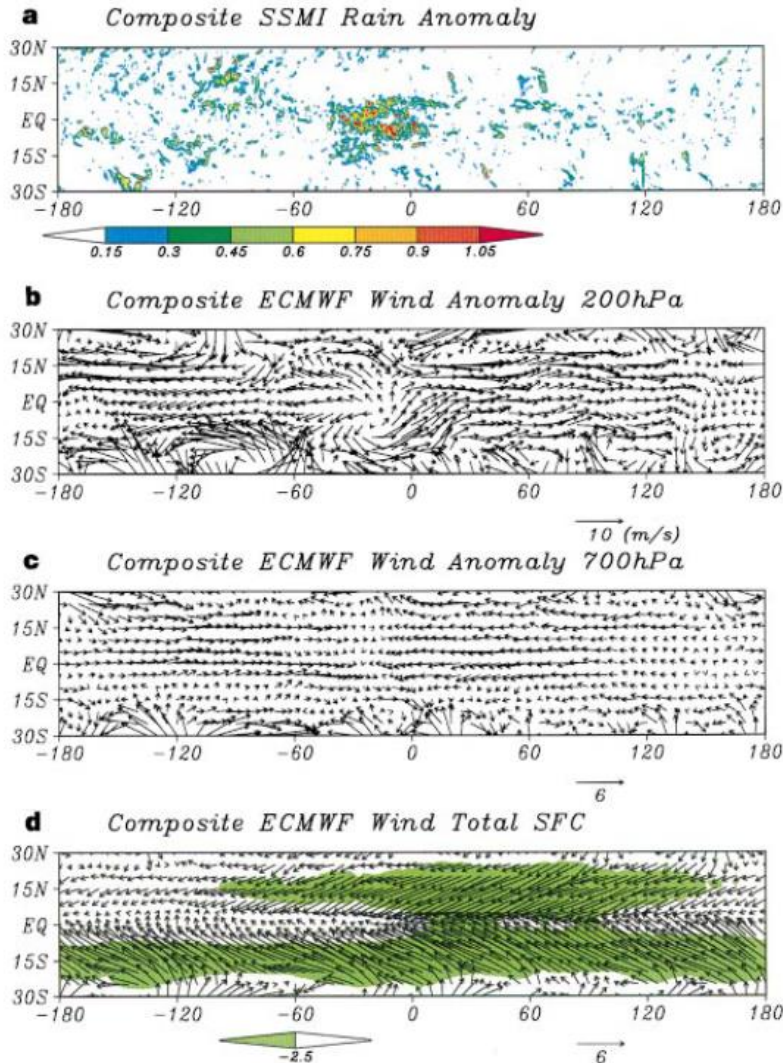 a Composite SSMI Rain Anomaly
30N
15N
EQ
15S
30S
-180 -120 -60 0 60 120 180
0.15 0.3 0.45 0.6 0.75 0.9 1.05
b Composite ECMWF Wind Anomaly 200hPa
30N
15N
EQ
15S
30S
-180 -120 -60 0 60 120 180
10 (m/s)
c Composite ECMWF Wind Anomaly 700hPa
30N
15N
EQ
15S
30S
-180 -120 -60 0 60 120 180
6
d Composite ECMWF Wind Total SFC
30N
15N
EQ
15S
30S
-180 -120 -60 0 60 120 180
-2.5 6